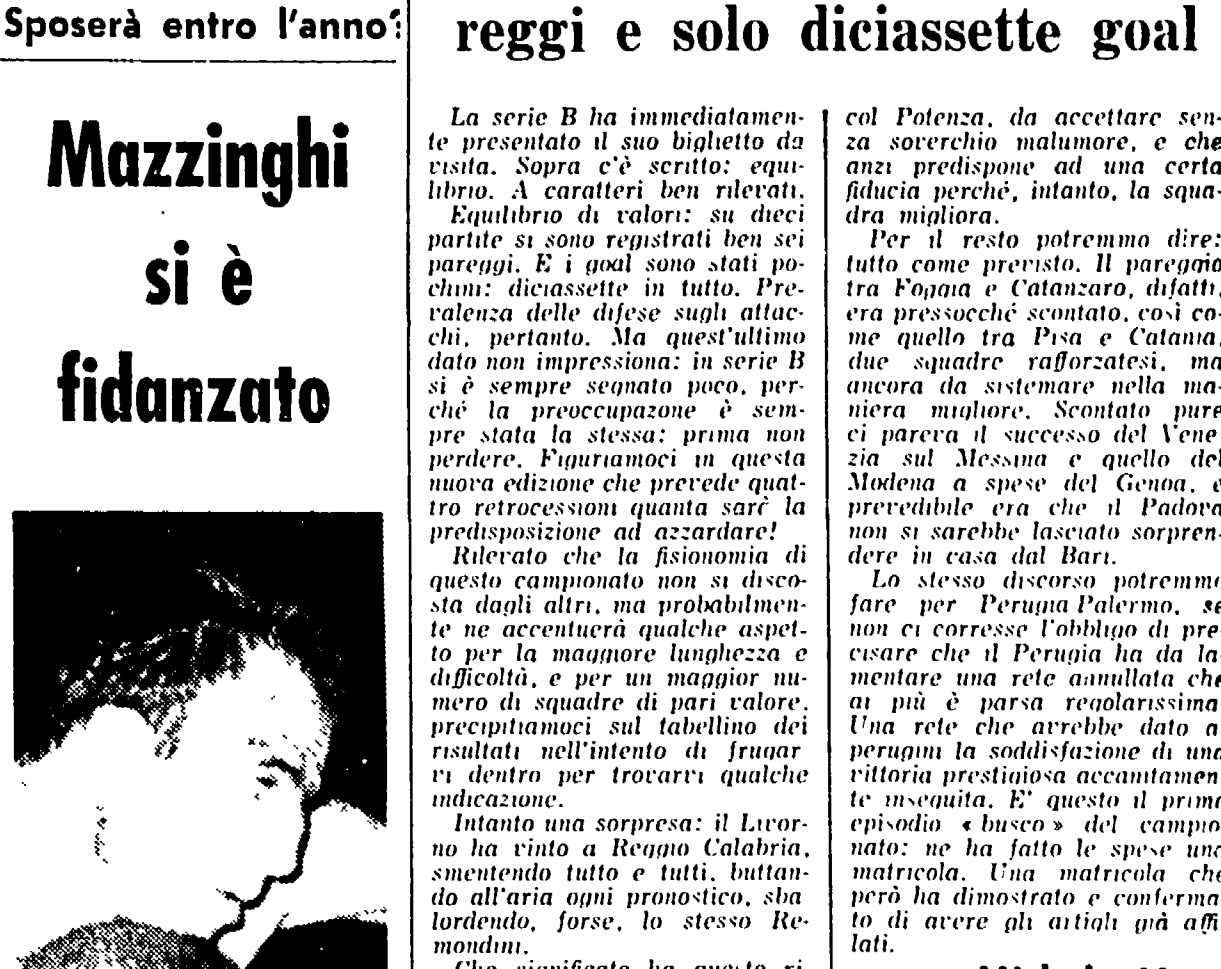 Sposerà entro l'anno?
Mazzinghi
si è
fidanzato
reggi e solo diciassette goal
La serie B ha immediatamen-
te presentato il suo biglietto da
visita. Sopra c'è scritto: equi-
librio. A caratteri ben rilevati.
Equilibrio di valori: su dieci
partite si sono registrati ben sei
pareggi. E i goal sono stati po-
chini: diciassette in tutto. Pre-
valenza delle difese sugli attac-
chi, pertanto. Ma quest'ultimo
dato non impressiona: in serie B
si è sempre segnato poco, per-
ché la preoccupazone è sem-
pre stata la stessa: prima non
perdere. Figuriamoci in questa
nuova edizione che prevede quat-
tro retrocessioni quanta sarè la
predisposizione ad azzardare!
Rilevato che la fisionomia di
questo campionato non si disco-
sta dagli altri, ma probabilmen-
te ne accentuerà qualche aspet-
to per la maggiore lunghezza e
difficoltà, e per un maggior nu-
mero di squadre di pari valore,
precipitiamoci sul tabellino dei
risultati nell'intento di frugar
vi dentro per trovarvi qualche
indicazione.
Intanto una sorpresa: il Livor-
no ha vinto a Reggio Calabria,
smentendo tutto e tutti, buttan-
do all'aria ogni pronostico, sba
lordendo, forse, lo stesso Re-
mondini.
Che significato ha questo ri-
col Potenza, da accettare sen-
za soverchio malumore, e che
anzi predispone ad una certa
fiducia perché, intanto, la squa-
dra migliora.
Per il resto potremmo dire:
tutto come previsto. Il pareggio
tra Foggia e Catanzaro, difatti,
era pressocché scontato, così co-
me quello tra Pisa e Catania,
due squadre rafforzatesi, ma
ancora da sistemare nella ma-
niera migliore. Scontato pure
ci pareva il successo del Vene
zia sul Messina e quello del
Modena a spese del Genoa, e
prevedibile era che il Padova
non si sarebbe lasciato sorpren-
dere in casa dal Bari.
Lo stesso discorso potremmo
fare per Perugia Palermo, se
non ci corresse l'obbligo di pre
cisare che il Perugia ha da la-
mentare una rete annullata che
ai più è parsa regolarissima
Una rete che avrebbe dato a
perugini la soddisfazione di una
vittoria prestigiosa accanitamen
te inseguita. E' questo il primo
episodio « busco » del campio
nato: ne ha fatto le spese una
matricola. Una matricola che
però ha dimostrato e conferma
to di avere gli artigli già affi
lati.